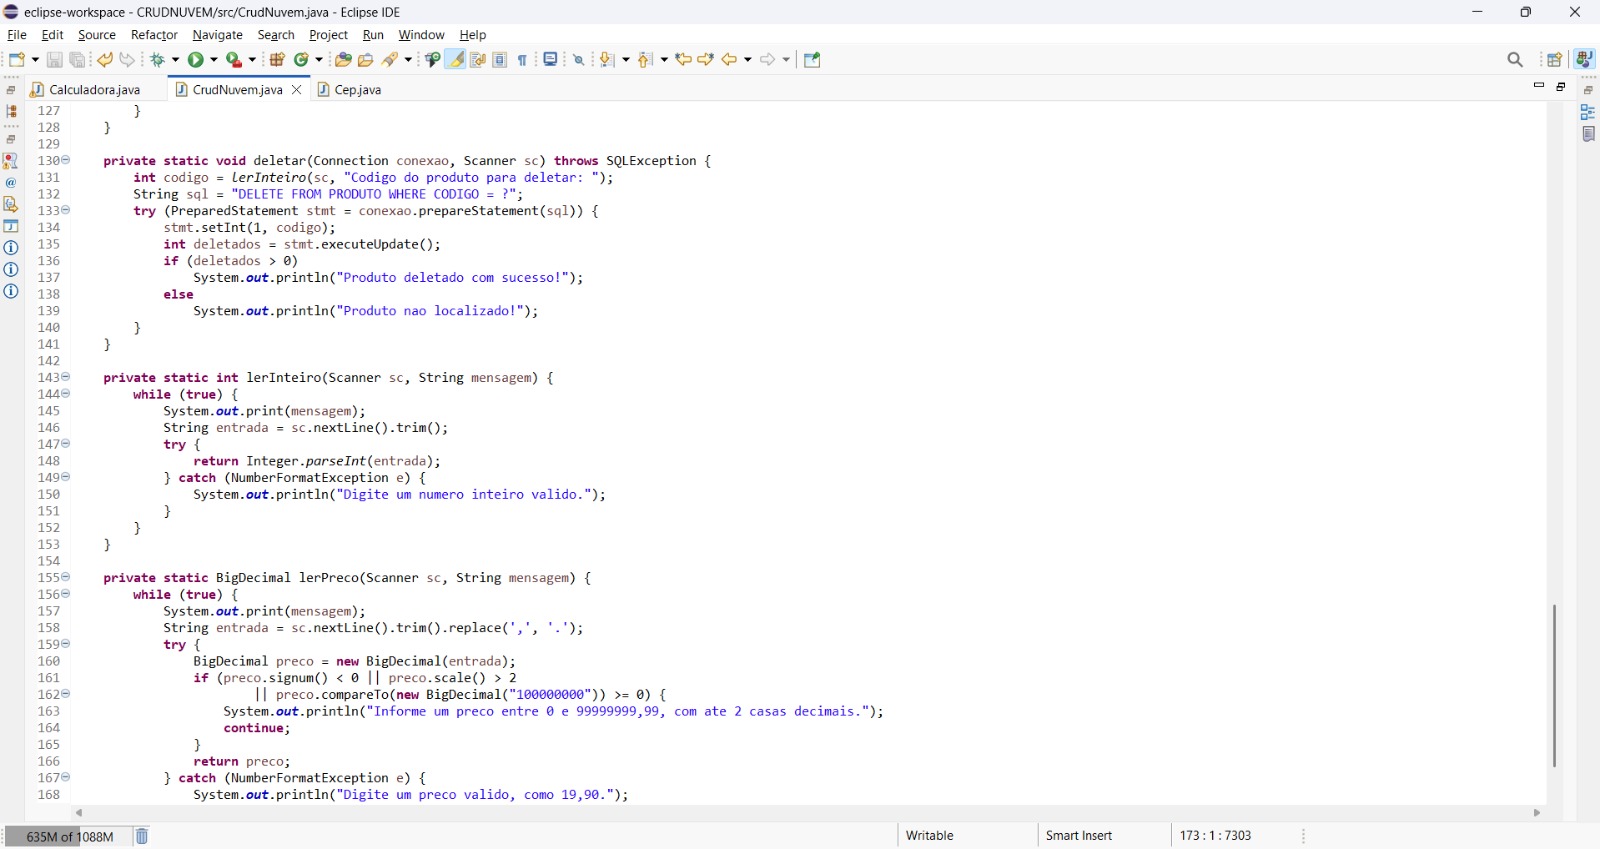 eclipse-workspace - CRUDNUVEM/src/CrudNuvem.java - Eclipse IDE
File Edit Source Refactor Navigate Search Project Run Window Help
Calculadora.java CrudNuvem.java Cep.java
127 }
128 }
129
130 private static void deletar(Connection conexao, Scanner sc) throws SQLException {
131 int codigo = lerInteiro(sc, "Codigo do produto para deletar: ");
132 String sql = "DELETE FROM PRODUTO WHERE CODIGO = ?";
133 try (PreparedStatement stmt = conexao.prepareStatement(sql)) {
134 stmt.setInt(1, codigo);
135 int deletados = stmt.executeUpdate();
136 if (deletados > 0)
137 System.out.println("Produto deletado com sucesso!");
138 else
139 System.out.println("Produto nao localizado!");
140 }
141 }
142
143 private static int lerInteiro(Scanner sc, String mensagem) {
144 while (true) {
145 System.out.print(mensagem);
146 String entrada = sc.nextLine().trim();
147 try {
148 return Integer.parseInt(entrada);
149 } catch (NumberFormatException e) {
150 System.out.println("Digite um numero inteiro valido.");
151 }
152 }
153 }
154
155 private static BigDecimal lerPreco(Scanner sc, String mensagem) {
156 while (true) {
157 System.out.print(mensagem);
158 String entrada = sc.nextLine().trim().replace(',', '.');
159 try {
160 BigDecimal preco = new BigDecimal(entrada);
161 if (preco.signum() < 0 || preco.scale() > 2
162 || preco.compareTo(new BigDecimal("100000000")) >= 0) {
163 System.out.println("Informe um preco entre 0 e 99999999,99, com ate 2 casas decimais.");
164 continue;
165 }
166 return preco;
167 } catch (NumberFormatException e) {
168 System.out.println("Digite um preco valido, como 19,90.");
635M of 1088M Writable Smart Insert 173 : 1 : 7303